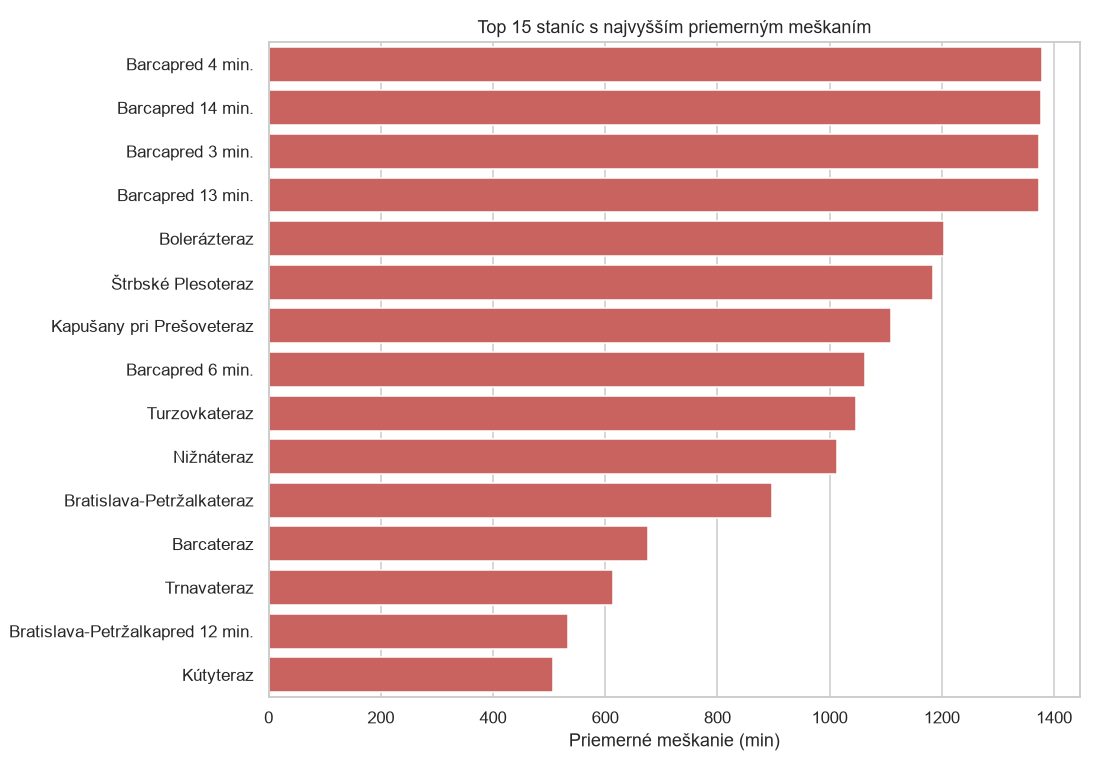 Top 15 staníc s najvyšším priemerným meškaním
Barcapred 4 min.
Barcapred 14 min.
Barcapred 3 min.
Barcapred 13 min.
Bolerázteraz
Štrbské Plesoteraz
Kapušany pri Prešoveteraz
Barcapred 6 min.
Turzovkateraz
Nižnáteraz
Bratislava-Petržalkateraz
Barcateraz
Trnavateraz
Bratislava-Petržalkapred 12 min.
Kútyteraz
0 200 400 600 800 1000 1200 1400
Priemerné meškanie (min)